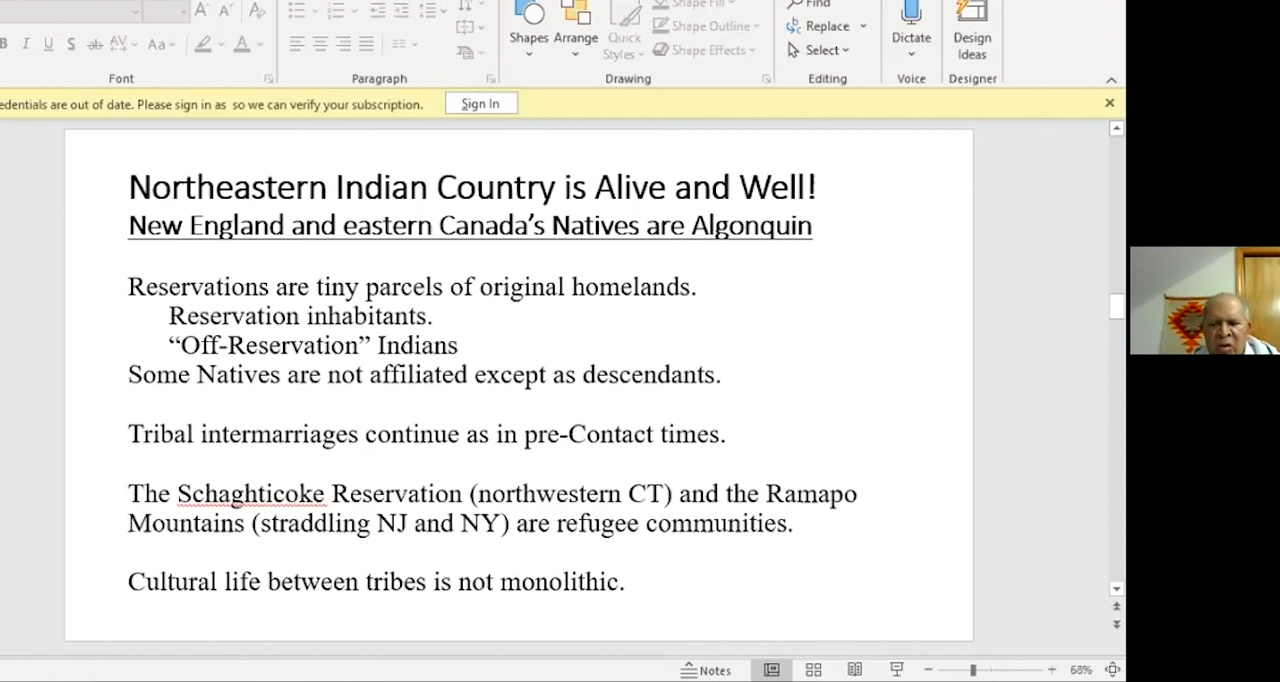 Find
Shape Fill
A A A
Shapes Arrange Quick Styles
Shape Outline
Replace
Dictate
Design Ideas
B I U S ab AV Aa A
Shape Effects
Select
Font
Paragraph
Drawing
Editing
Voice
Designer
edentials are out of date. Please sign in as so we can verify your subscription.
Sign In
Northeastern Indian Country is Alive and Well!
New England and eastern Canada's Natives are Algonquin
Reservations are tiny parcels of original homelands.
Reservation inhabitants.
“Off-Reservation” Indians
Some Natives are not affiliated except as descendants.
Tribal intermarriages continue as in pre-Contact times.
The Schaghticoke Reservation (northwestern CT) and the Ramapo
Mountains (straddling NJ and NY) are refugee communities.
Cultural life between tribes is not monolithic.
Notes
68%